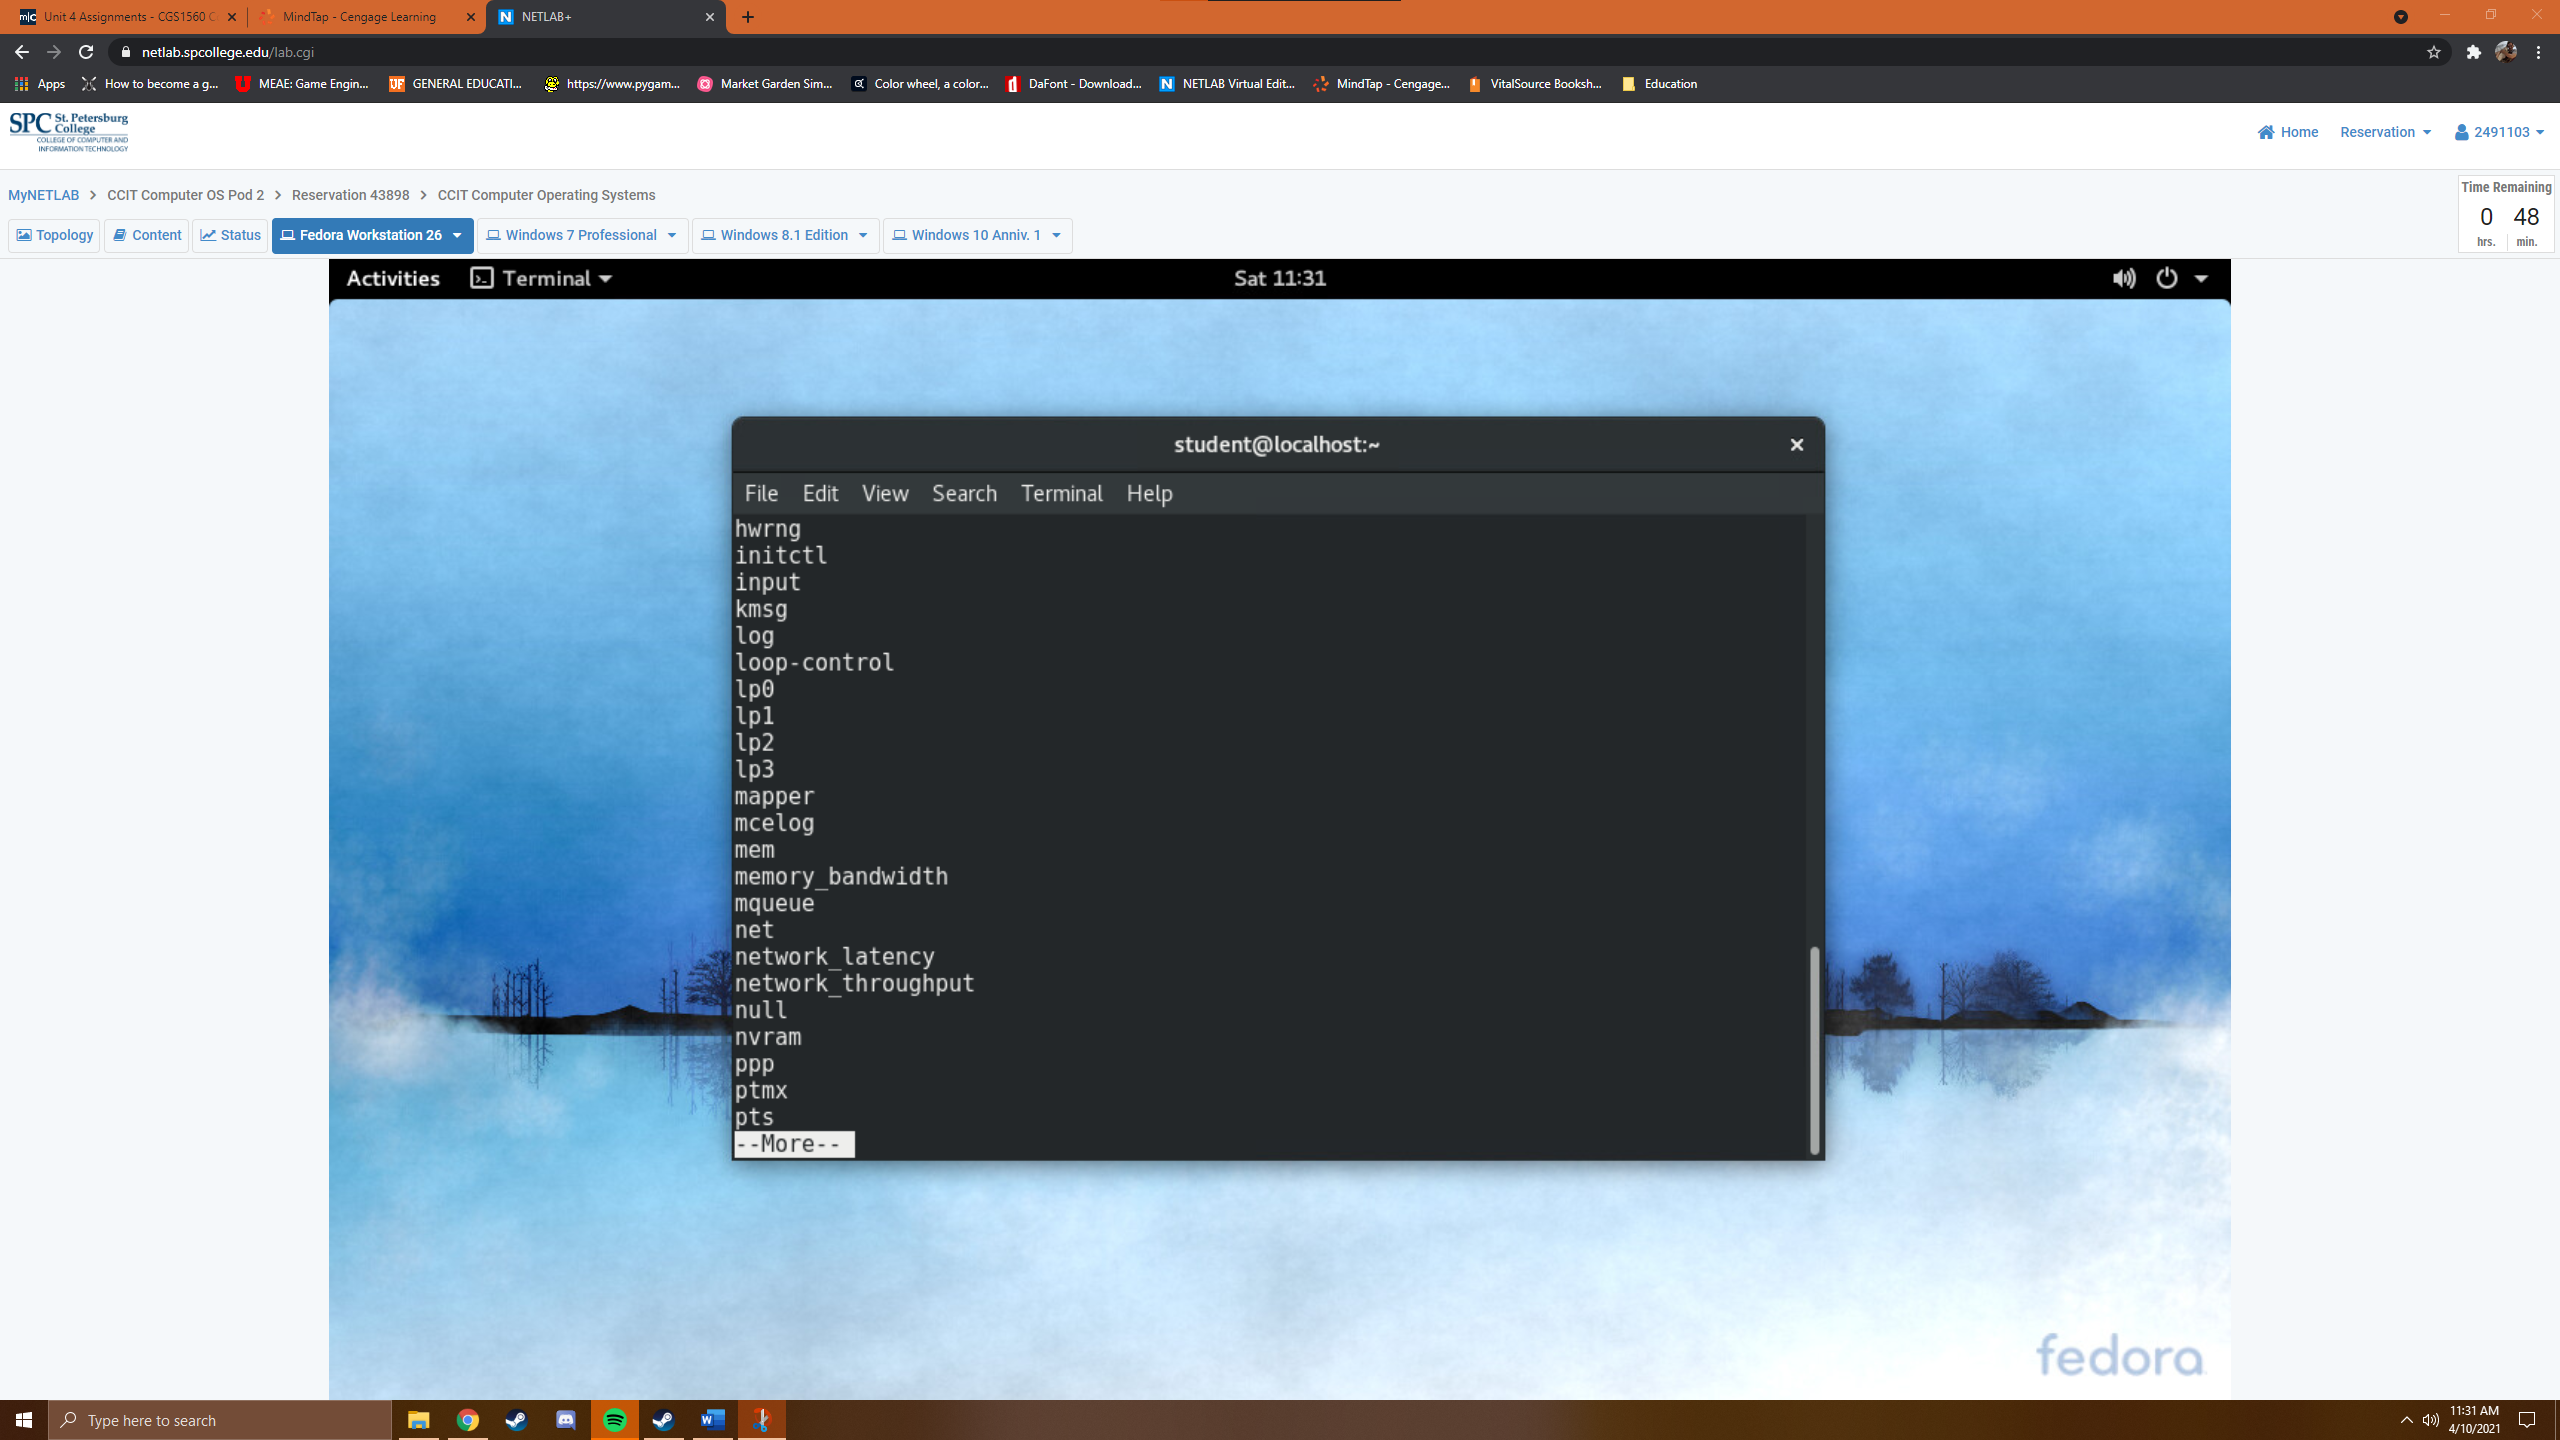 Unit 4 Assignments - CGS1560 C
MindTap - Cengage Learning
NETLAB+
netlab.spcollege.edu/lab.cgi
Apps
How to become a g...
MEAE: Game Engin...
GENERAL EDUCATI...
https://www.pygam...
Market Garden Sim...
Color wheel, a color...
DaFont - Download...
NETLAB Virtual Edit...
MindTap - Cengage...
VitalSource Booksh...
Education
SPC St. Petersburg College
COLLEGE OF COMPUTER AND
INFORMATION TECHNOLOGY
Home
Reservation
2491103
MyNETLAB > CCIT Computer OS Pod 2 > Reservation 43898 > CCIT Computer Operating Systems
Time Remaining
0 48
hrs. min.
Topology
Content
Status
Fedora Workstation 26
Windows 7 Professional
Windows 8.1 Edition
Windows 10 Anniv. 1
Activities
Terminal
Sat 11:31
student@localhost:~
File Edit View Search Terminal Help
hwrng
initctl
input
kmsg
log
loop-control
lp0
lp1
lp2
lp3
mapper
mcelog
mem
memory_bandwidth
mqueue
net
network_latency
network_throughput
null
nvram
ppp
ptmx
pts
--More--
fedora
Type here to search
11:31 AM
4/10/2021